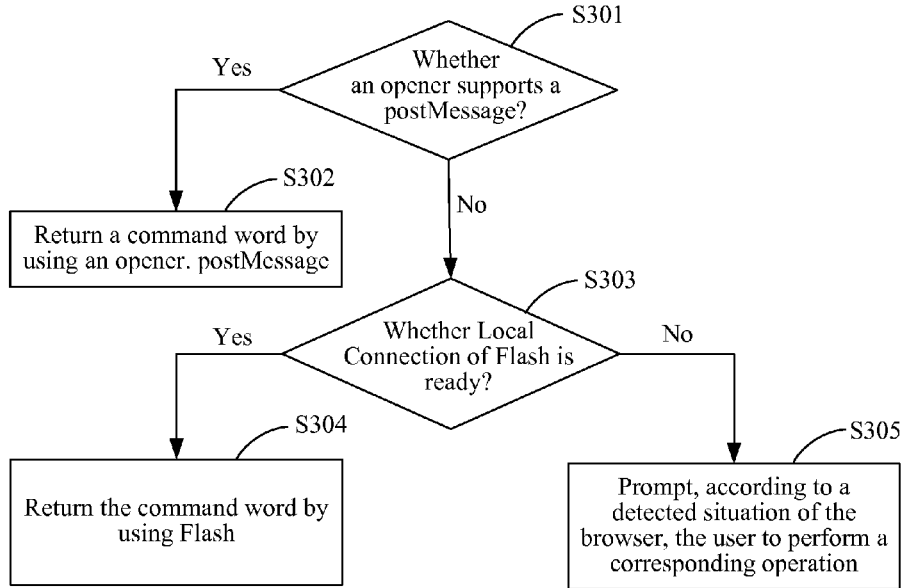 S301
Whether
an opener supports a
postMessage?
Yes
S302
No
Return a command word by
using an opener. postMessage
S303
Yes
Whether Local
Connection of Flash is
ready?
No
S304
S305
Return the command word by
using Flash
Prompt, according to a
detected situation of the
browser, the user to perform a
corresponding operation